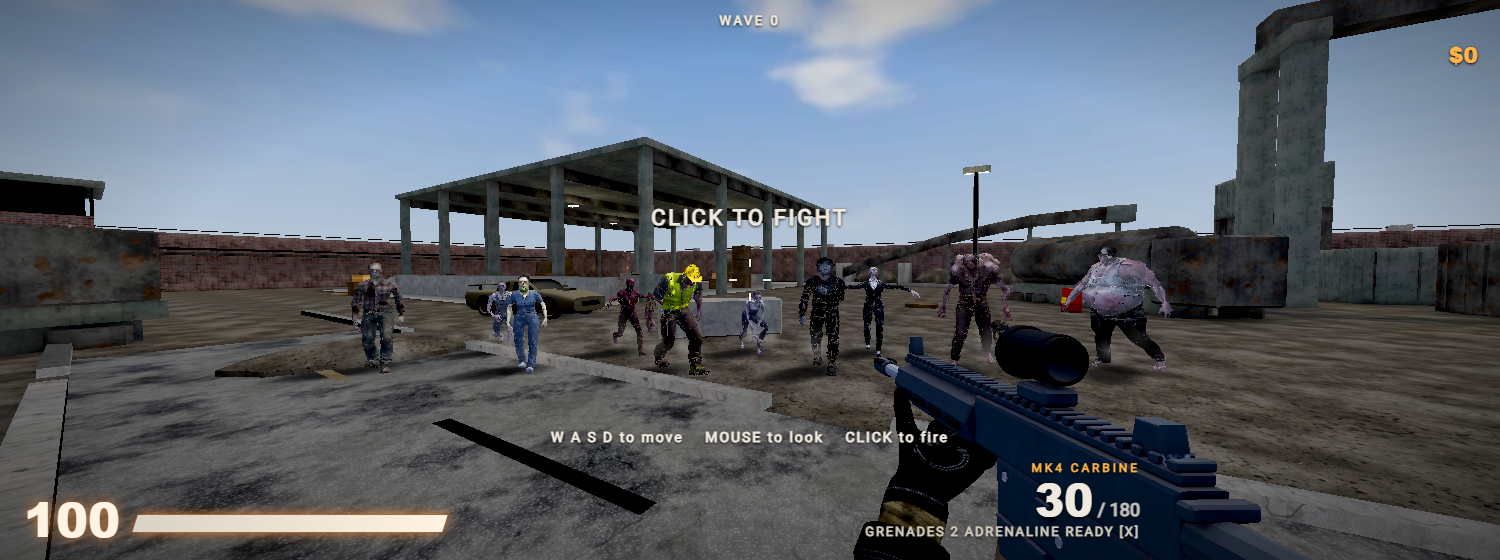 WAVE 0
$0
CLICK TO FIGHT
W A S D to move MOUSE to look CLICK to fire
MK4 CARBINE
30 / 180
GRENADES 2 ADRENALINE READY [X]
100